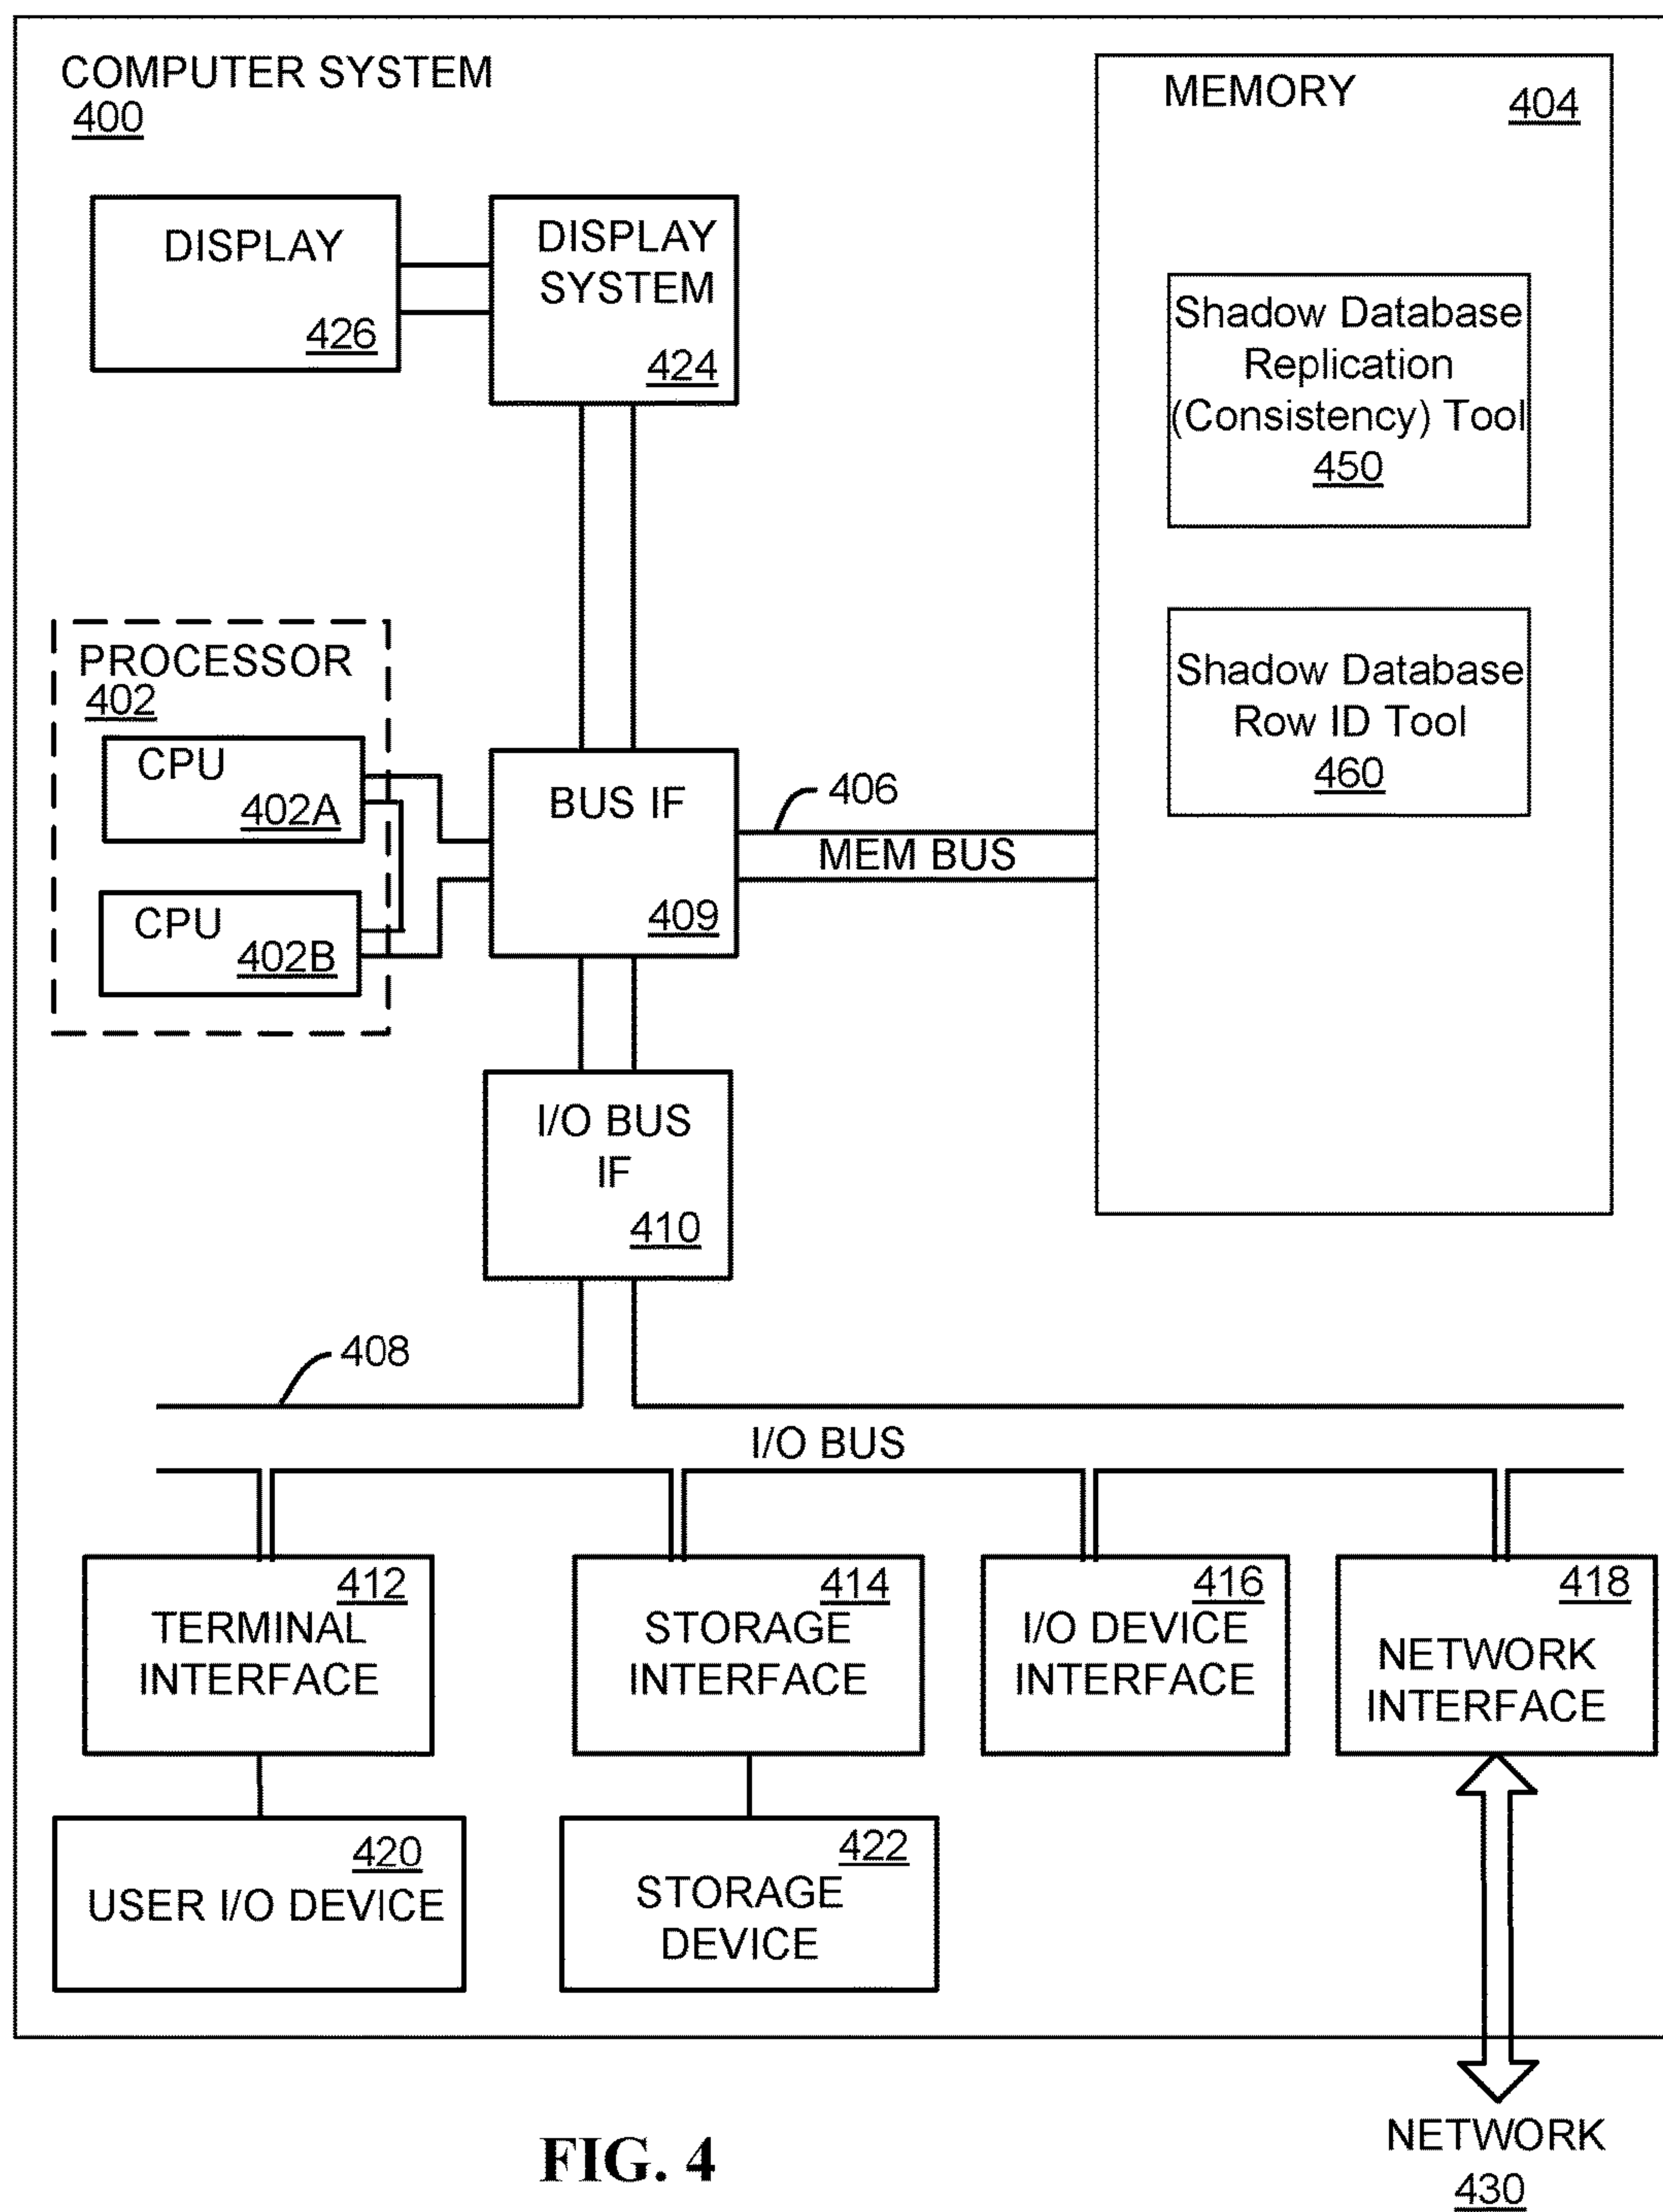 COMPUTER SYSTEM
400
MEMORY
404
DISPLAY
426
DISPLAY
SYSTEM
424
Shadow Database
Replication
(Consistency) Tool
450
Shadow Database
Row ID Tool
460
PROCESSOR
402
CPU
402A
CPU
402B
BUS IF
409
406
MEM BUS
I/O BUS
IF
410
408
I/O BUS
412
TERMINAL
INTERFACE
414
STORAGE
INTERFACE
416
I/O DEVICE
INTERFACE
418
NETWORK
INTERFACE
420
USER I/O DEVICE
422
STORAGE
DEVICE
NETWORK
430
FIG. 4